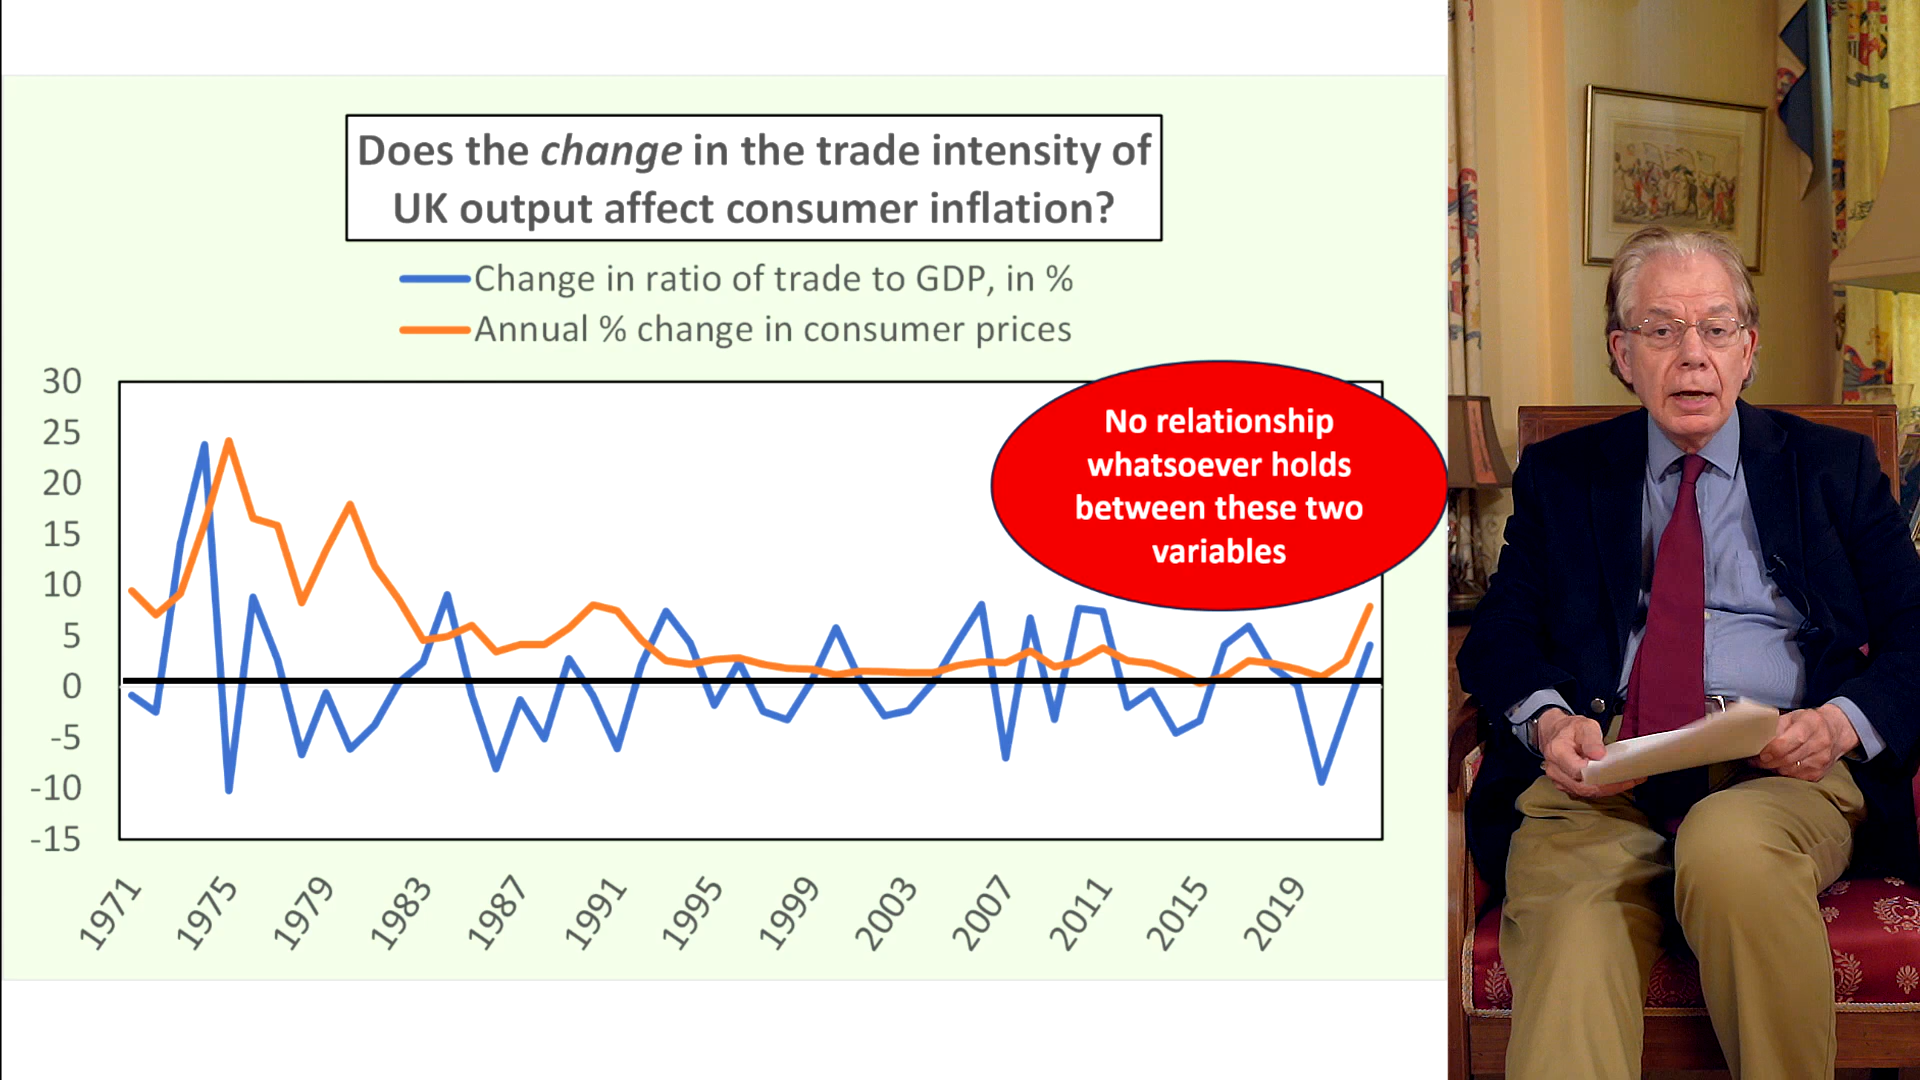 Does the change in the trade intensity of
UK output affect consumer inflation?
Change in ratio of trade to GDP, in %
Annual % change in consumer prices
No relationship
whatsoever holds
between these two
variables
30
25
20
15
10
5
0
-5
-10
-15
1971
1975
1979
1983
1987
1991
1995
1999
2003
2007
2011
2015
2019